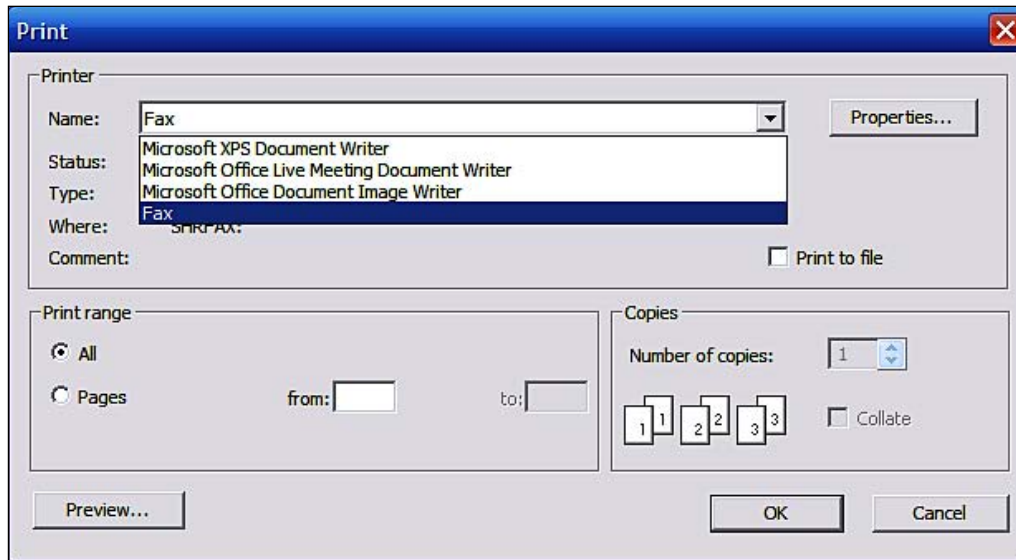 Print
Printer
Name: Fax Properties...
Microsoft XPS Document Writer
Status:
Microsoft Office Live Meeting Document Writer
Type: Microsoft Office Document Image Writer
Fax
Where: SHRFAX:
Comment: Print to file
Print range
All
Pages from: to:
Copies
Number of copies: 1
1 1 2 2 3 3 Collate
Preview... OK Cancel